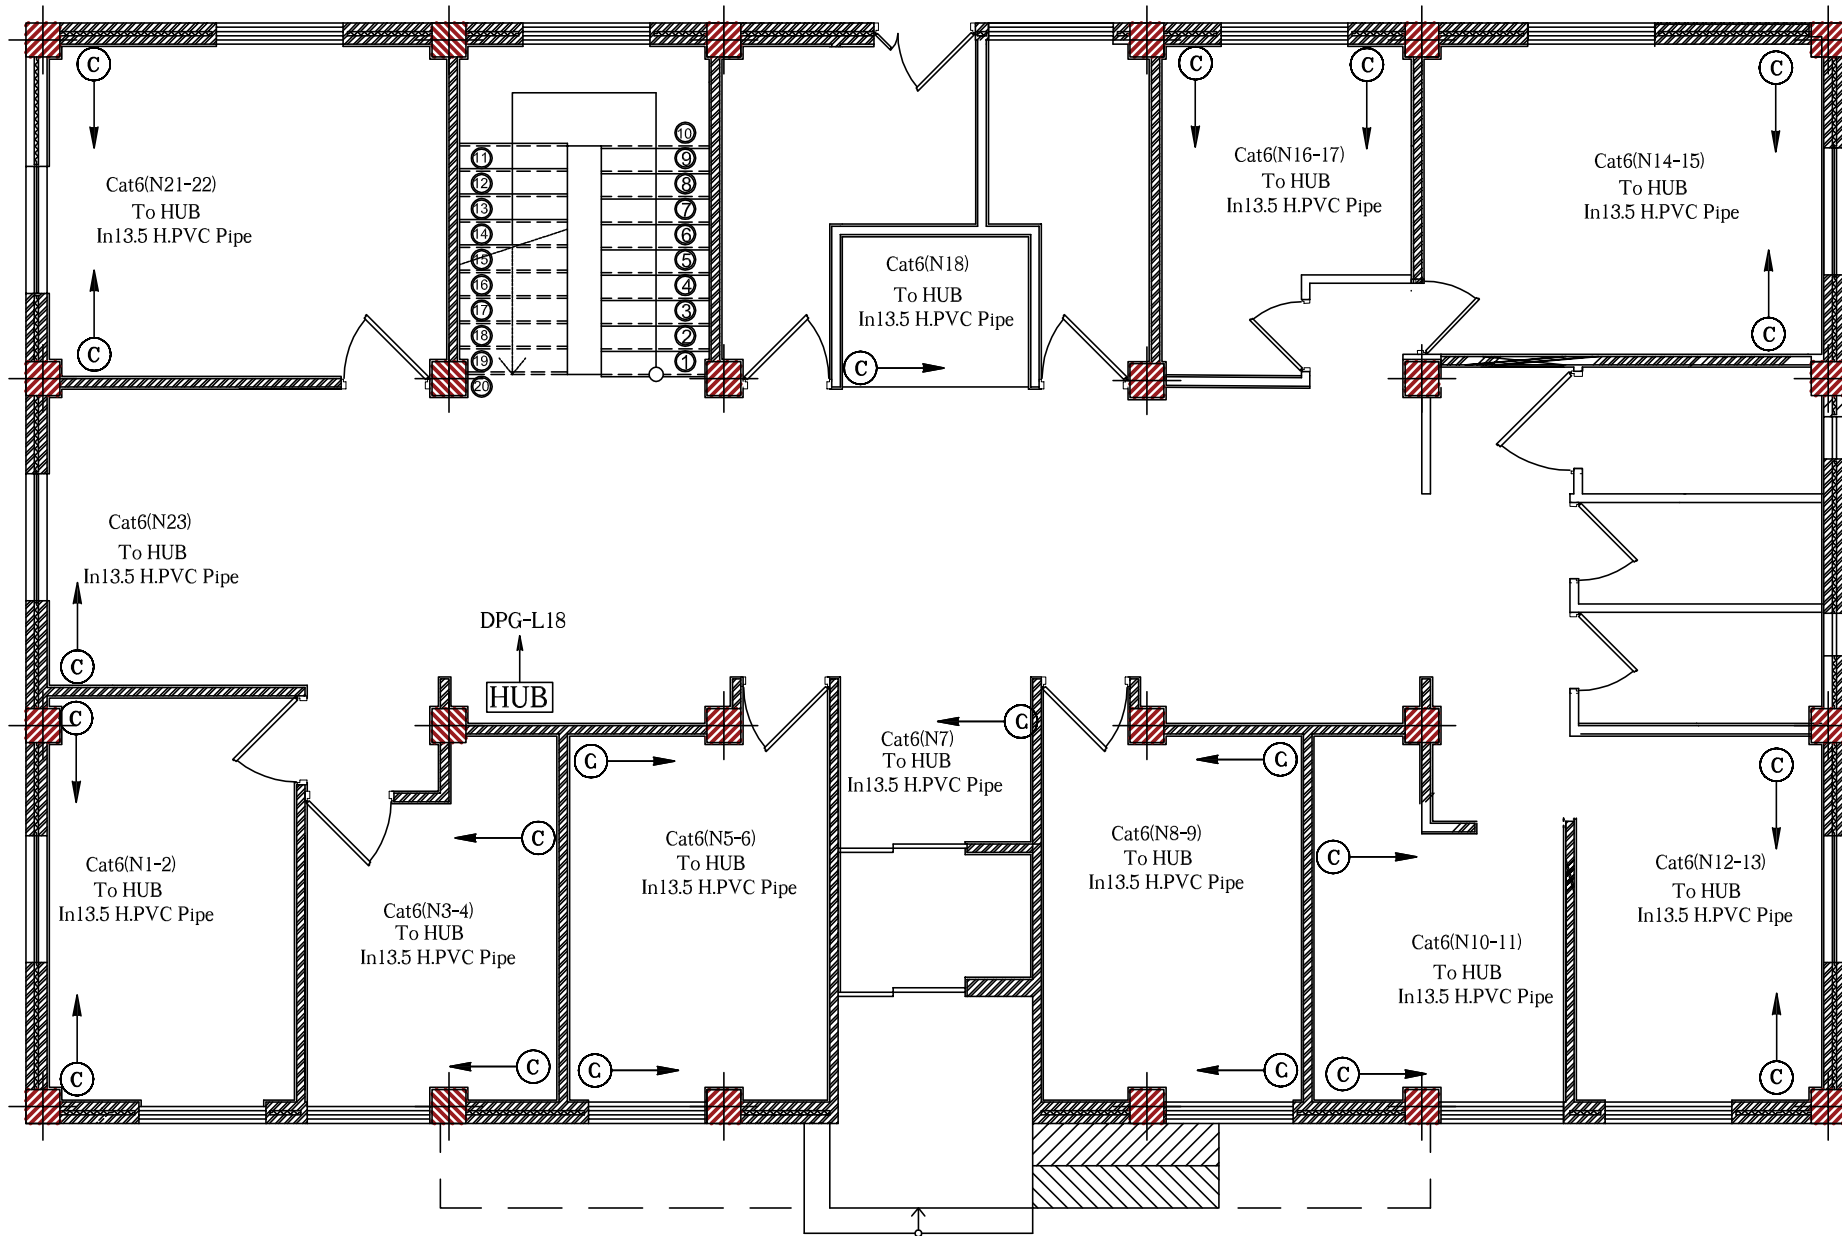 C
C
C
C
Cat6(N21-22)
To HUB
In13.5 H.PVC Pipe
C
Cat6(N16-17)
To HUB
In13.5 H.PVC Pipe
Cat6(N14-15)
To HUB
In13.5 H.PVC Pipe
C
10
11
9
12
8
13
7
14
6
15
5
16
4
17
3
18
2
19
1
20
Cat6(N18)
To HUB
In13.5 H.PVC Pipe
C
C
Cat6(N23)
To HUB
In13.5 H.PVC Pipe
C
DPG-L18
HUB
C
C
Cat6(N7)
To HUB
In13.5 H.PVC Pipe
C
C
C
Cat6(N1-2)
To HUB
In13.5 H.PVC Pipe
C
Cat6(N3-4)
To HUB
In13.5 H.PVC Pipe
Cat6(N5-6)
To HUB
In13.5 H.PVC Pipe
Cat6(N8-9)
To HUB
In13.5 H.PVC Pipe
C
Cat6(N10-11)
To HUB
In13.5 H.PVC Pipe
Cat6(N12-13)
To HUB
In13.5 H.PVC Pipe
C
C
C
C
C
C